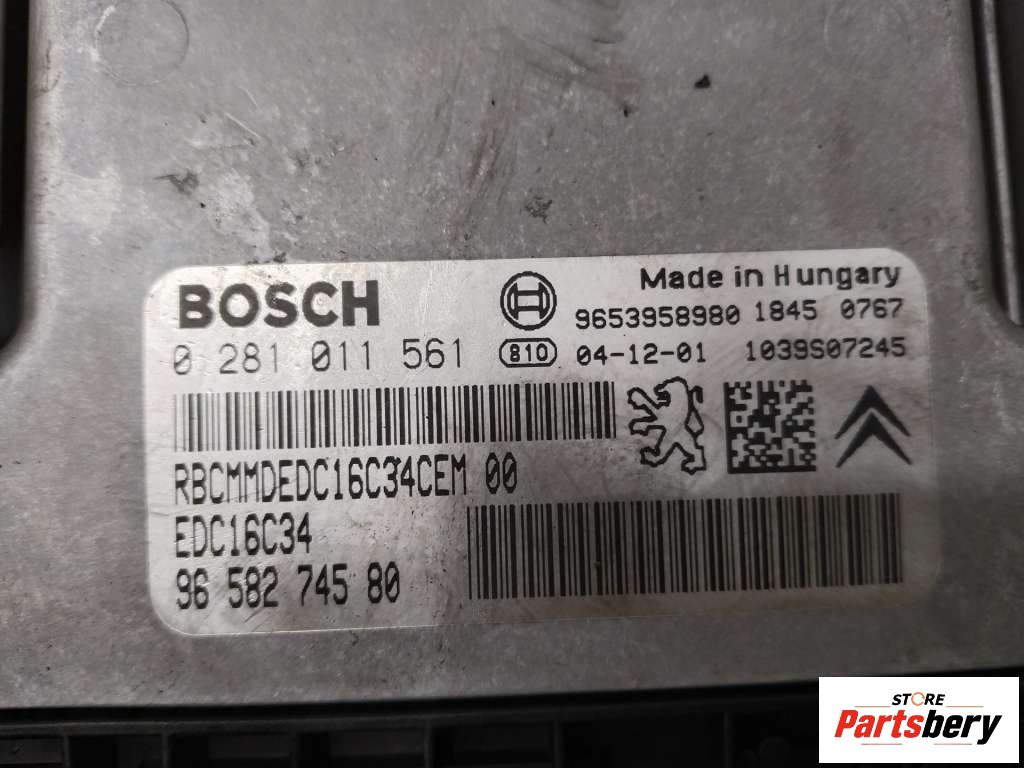 BOSCH
Made in Hungary
9653958980 1845 0767
0 281 011 561 810 04-12-01 1039S07245
RBCMMDEDC16C34CEM 00
EDC16C34
96 582 745 80
STORE
Partsbery